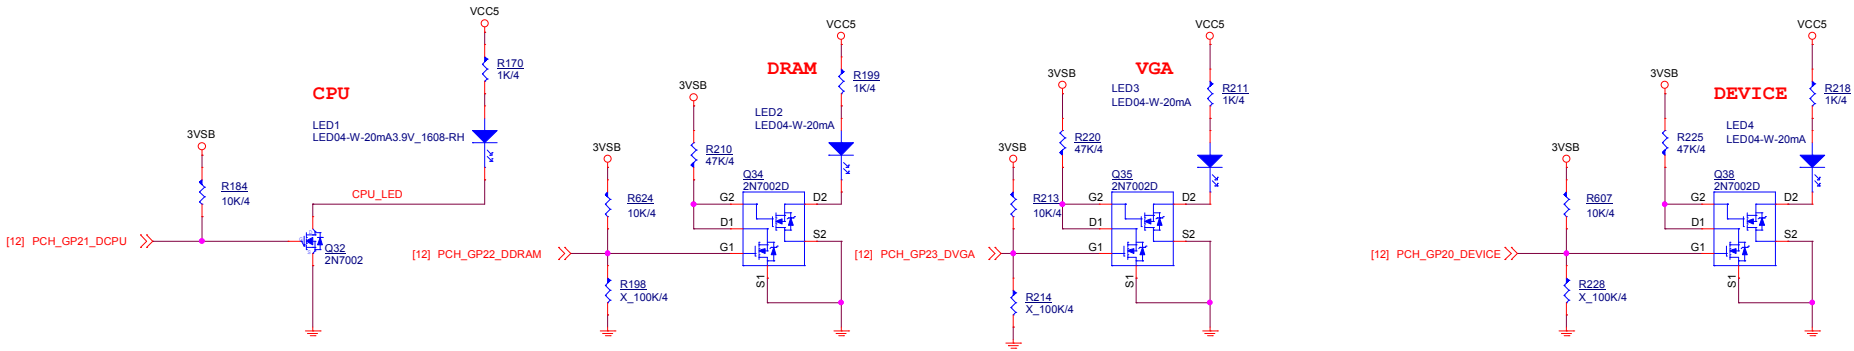 VCC5
R170
1K/4
CPU
LED1
LED04-W-20mA3.9V_1608-RH
3VSB
R184
10K/4
CPU_LED
[12] PCH_GP21_DCPU
Q32
2N7002
VCC5
DRAM
R199
1K/4
3VSB
LED2
LED04-W-20mA
R210
47K/4
3VSB
Q34
2N7002D
R624
10K/4
G2
D2
D1
S2
G1
[12] PCH_GP22_DDRAM
S1
R198
X_100K/4
VCC5
VGA
3VSB
LED3
LED04-W-20mA
R211
1K/4
R220
47K/4
3VSB
Q35
2N7002D
R213
10K/4
G2
D2
D1
S2
G1
[12] PCH_GP23_DVGA
S1
R214
X_100K/4
VCC5
3VSB
DEVICE
R218
1K/4
LED4
LED04-W-20mA
R225
47K/4
3VSB
Q38
2N7002D
R607
10K/4
G2
D2
D1
S2
G1
[12] PCH_GP20_DEVICE
S1
R228
X_100K/4